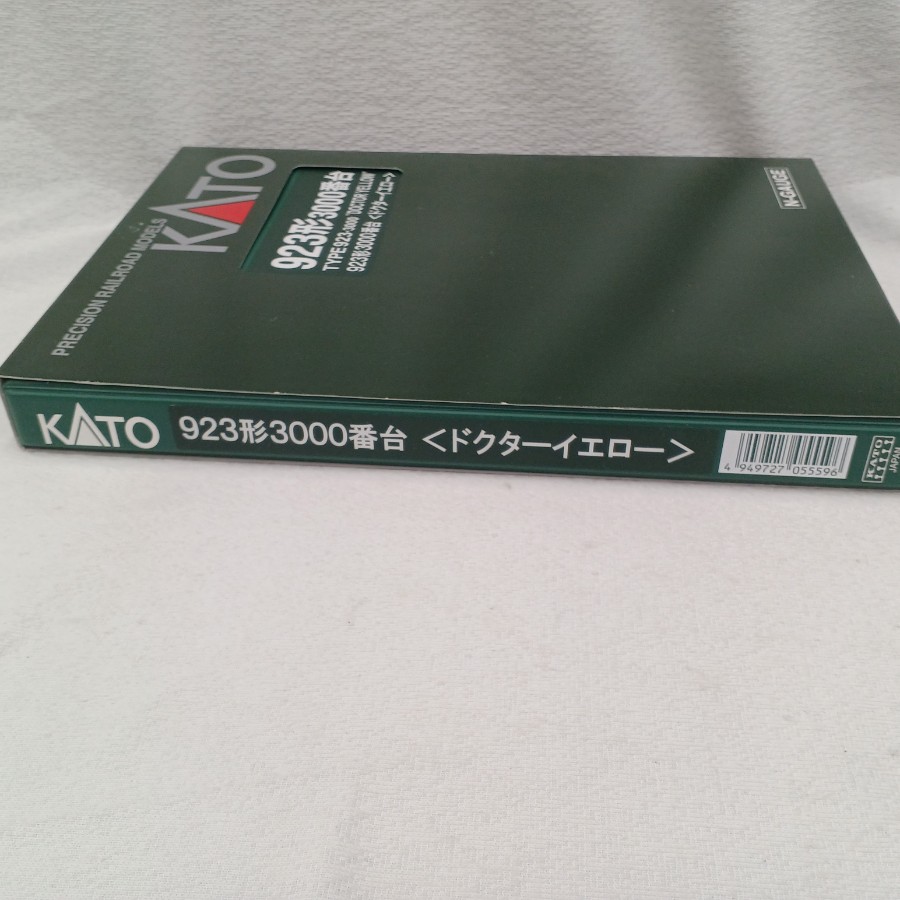 PRECISION RAILROAD MODELS
KATO
923形3000番台
TYPE 923-3000 "DOCTOR YELLOW"
923形3000番台 <ドクターイエロー>
N-GAUGE
KATO
923形3000番台 <ドクターイエロー>
4 949727 055596
KATO
JAPAN